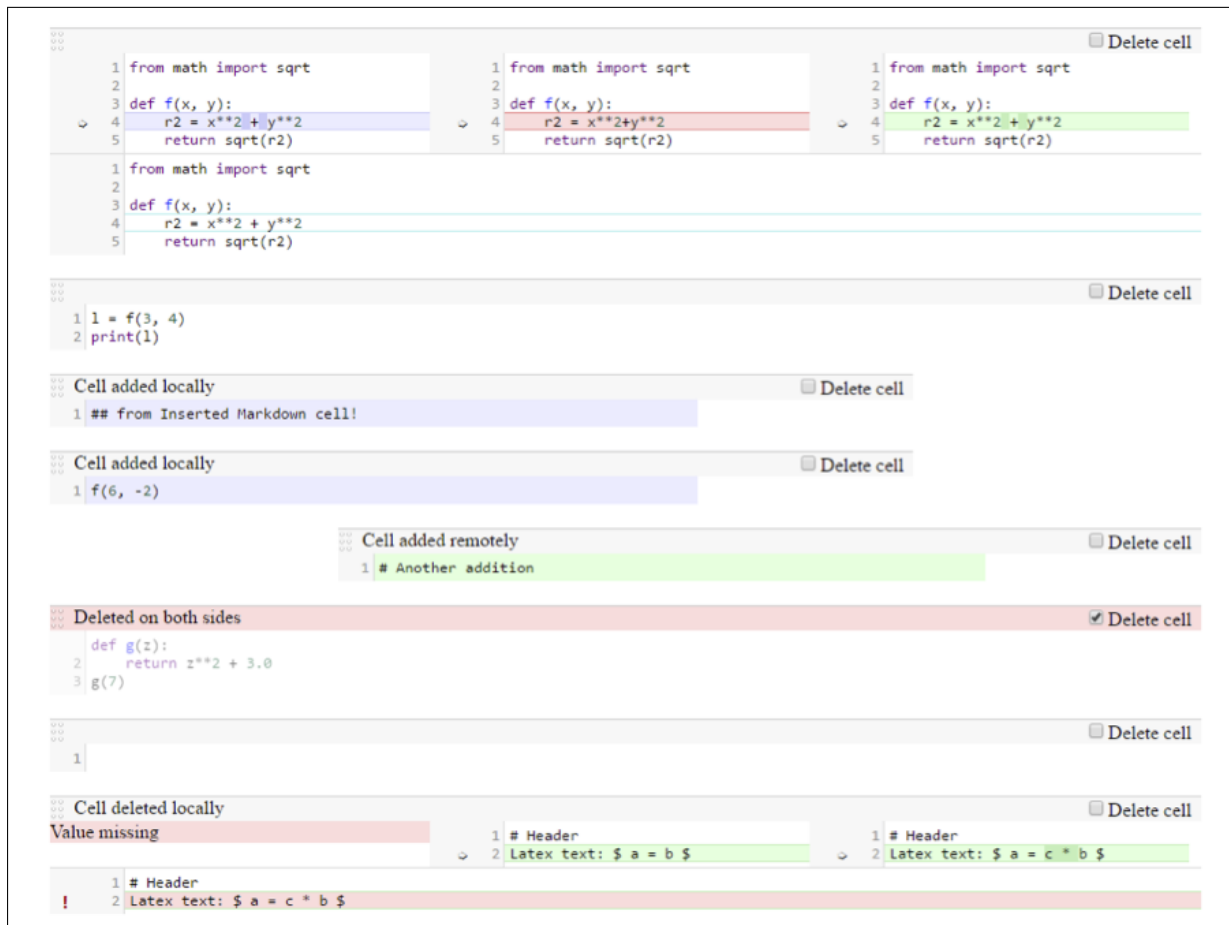 Delete cell
1 from math import sqrt
2
3 def f(x, y):
4     r2 = x**2 + y**2
5     return sqrt(r2)
1 from math import sqrt
2
3 def f(x, y):
4     r2 = x**2+y**2
5     return sqrt(r2)
1 from math import sqrt
2
3 def f(x, y):
4     r2 = x**2 + y**2
5     return sqrt(r2)
1 from math import sqrt
2
3 def f(x, y):
4     r2 = x**2 + y**2
5     return sqrt(r2)
Delete cell
1 l = f(3, 4)
2 print(l)
Cell added locally Delete cell
1 ## from Inserted Markdown cell!
Cell added locally Delete cell
1 f(6, -2)
Cell added remotely Delete cell
1 # Another addition
Deleted on both sides Delete cell
def g(z):
2     return z**2 + 3.0
3 g(7)
Delete cell
1
Cell deleted locally Delete cell
Value missing
1 # Header
2 Latex text: $ a = b $
1 # Header
2 Latex text: $ a = c * b $
1 # Header
! 2 Latex text: $ a = c * b $